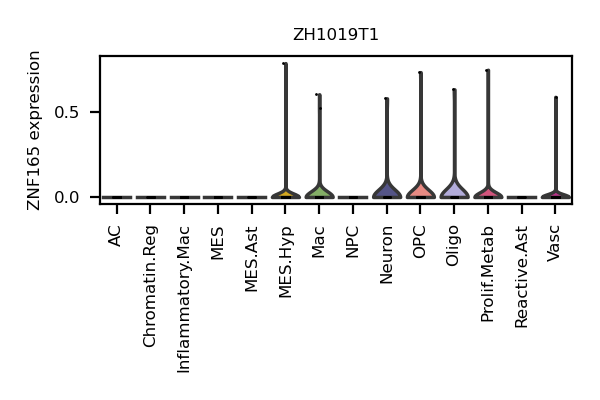 ZH1019T1
ZNF165 expression
0.5
0.0
AC
Chromatin.Reg
Inflammatory.Mac
MES
MES.Ast
MES.Hyp
Mac
NPC
Neuron
OPC
Oligo
Prolif.Metab
Reactive.Ast
Vasc